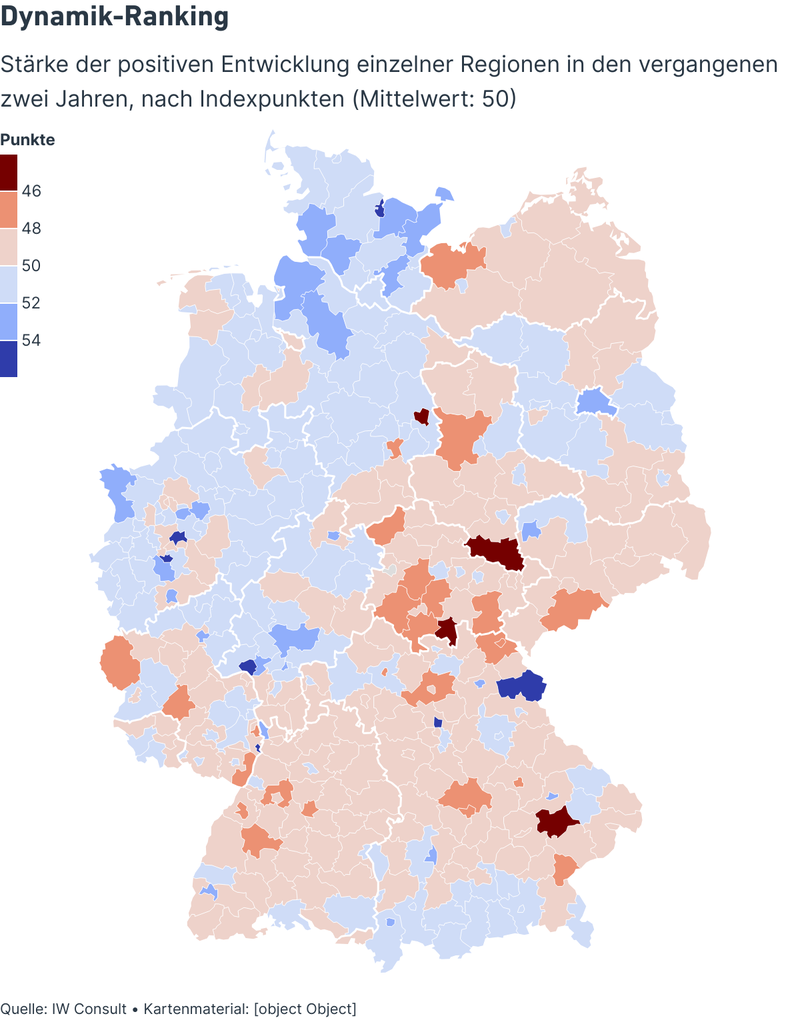 Dynamik-Ranking
Stärke der positiven Entwicklung einzelner Regionen in den vergangenen
zwei Jahren, nach Indexpunkten (Mittelwert: 50)
Punkte
46
48
50
52
54
Quelle: IW Consult • Kartenmaterial: [object Object]